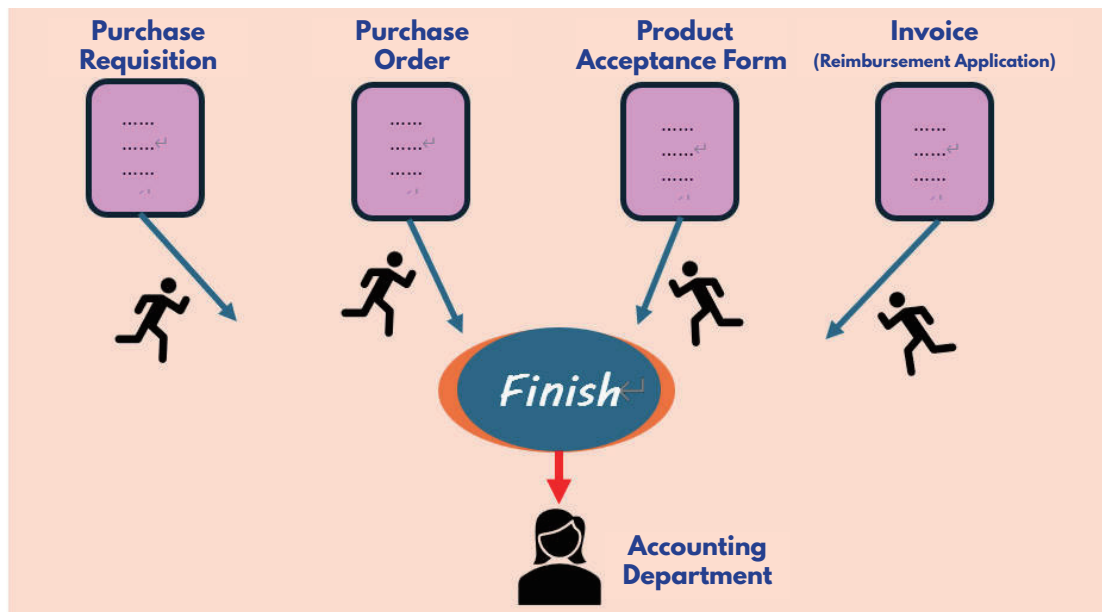 Purchase
Requisition
Purchase
Order
Product
Acceptance Form
Invoice
(Reimbursement Application)
......
......↵
......
......
......↵
......
......
......↵
......
......
......↵
......
Finish↵
Accounting
Department